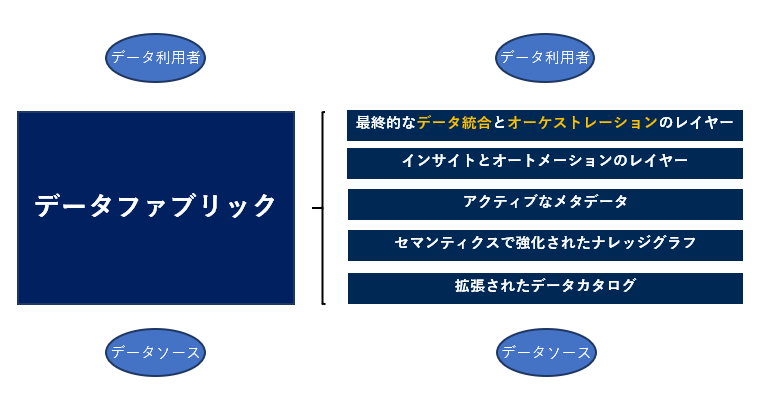 データ利用者
データ利用者
データファブリック
最終的なデータ統合とオーケストレーションのレイヤー
インサイトとオートメーションのレイヤー
アクティブなメタデータ
セマンティクスで強化されたナレッジグラフ
拡張されたデータカタログ
データソース
データソース